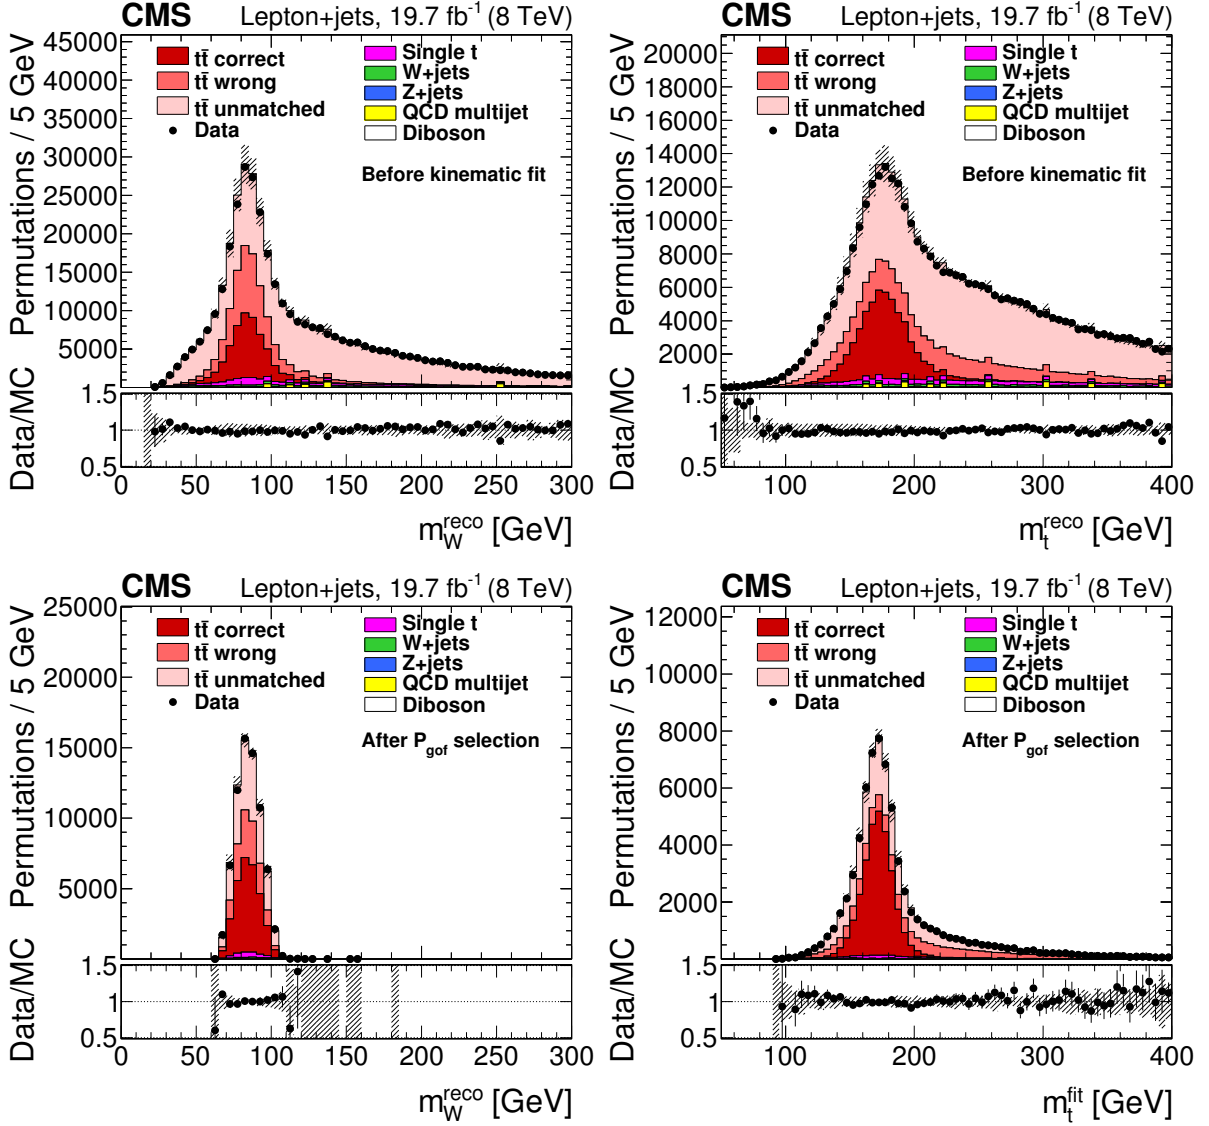 CMS Lepton+jets, 19.7 fb⁻¹ (8 TeV)
Permutations / 5 GeV
45000
40000
35000
30000
25000
20000
15000
10000
5000
tt̄ correct
tt̄ wrong
tt̄ unmatched
Data
Single t
W+jets
Z+jets
QCD multijet
Diboson
Before kinematic fit
Data/MC
1.5
1
0.5
0 50 100 150 200 250 300
m_W^reco [GeV]
CMS Lepton+jets, 19.7 fb⁻¹ (8 TeV)
Permutations / 5 GeV
20000
18000
16000
14000
12000
10000
8000
6000
4000
2000
tt̄ correct
tt̄ wrong
tt̄ unmatched
Data
Single t
W+jets
Z+jets
QCD multijet
Diboson
Before kinematic fit
Data/MC
1.5
1
0.5
100 200 300 400
m_t^reco [GeV]
CMS Lepton+jets, 19.7 fb⁻¹ (8 TeV)
Permutations / 5 GeV
25000
20000
15000
10000
5000
tt̄ correct
tt̄ wrong
tt̄ unmatched
Data
Single t
W+jets
Z+jets
QCD multijet
Diboson
After P_gof selection
Data/MC
1.5
1
0.5
0 50 100 150 200 250 300
m_W^reco [GeV]
CMS Lepton+jets, 19.7 fb⁻¹ (8 TeV)
Permutations / 5 GeV
12000
10000
8000
6000
4000
2000
tt̄ correct
tt̄ wrong
tt̄ unmatched
Data
Single t
W+jets
Z+jets
QCD multijet
Diboson
After P_gof selection
Data/MC
1.5
1
0.5
100 200 300 400
m_t^fit [GeV]